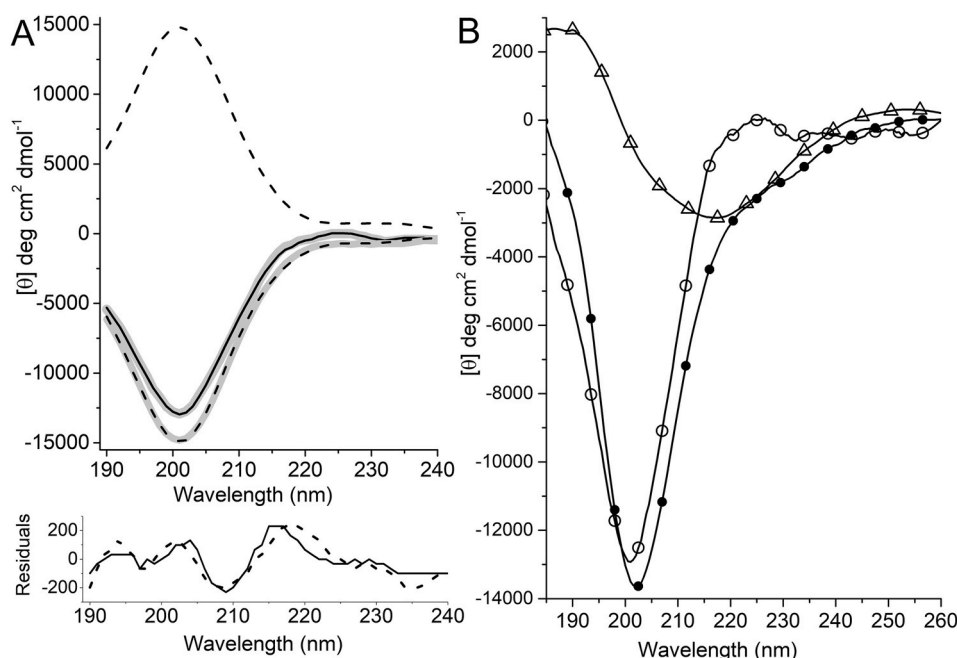 A
[θ] deg cm² dmol⁻¹
15000
10000
5000
0
-5000
-10000
-15000
190 200 210 220 230 240
Wavelength (nm)
Residuals
200
0
-200
190 200 210 220 230 240
Wavelength (nm)
B
[θ] deg cm² dmol⁻¹
2000
0
-2000
-4000
-6000
-8000
-10000
-12000
-14000
190 200 210 220 230 240 250 260
Wavelength (nm)